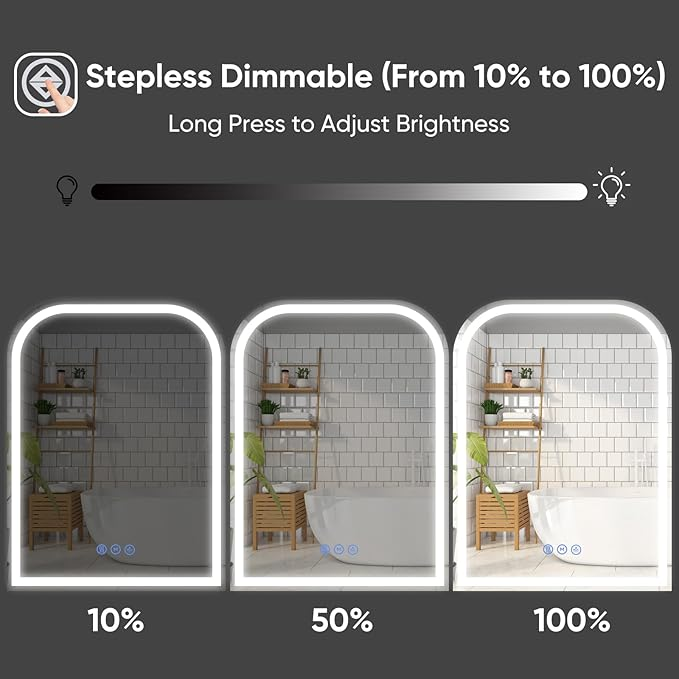 Stepless Dimmable (From 10% to 100%)
Long Press to Adjust Brightness
M M M
10% 50% 100%